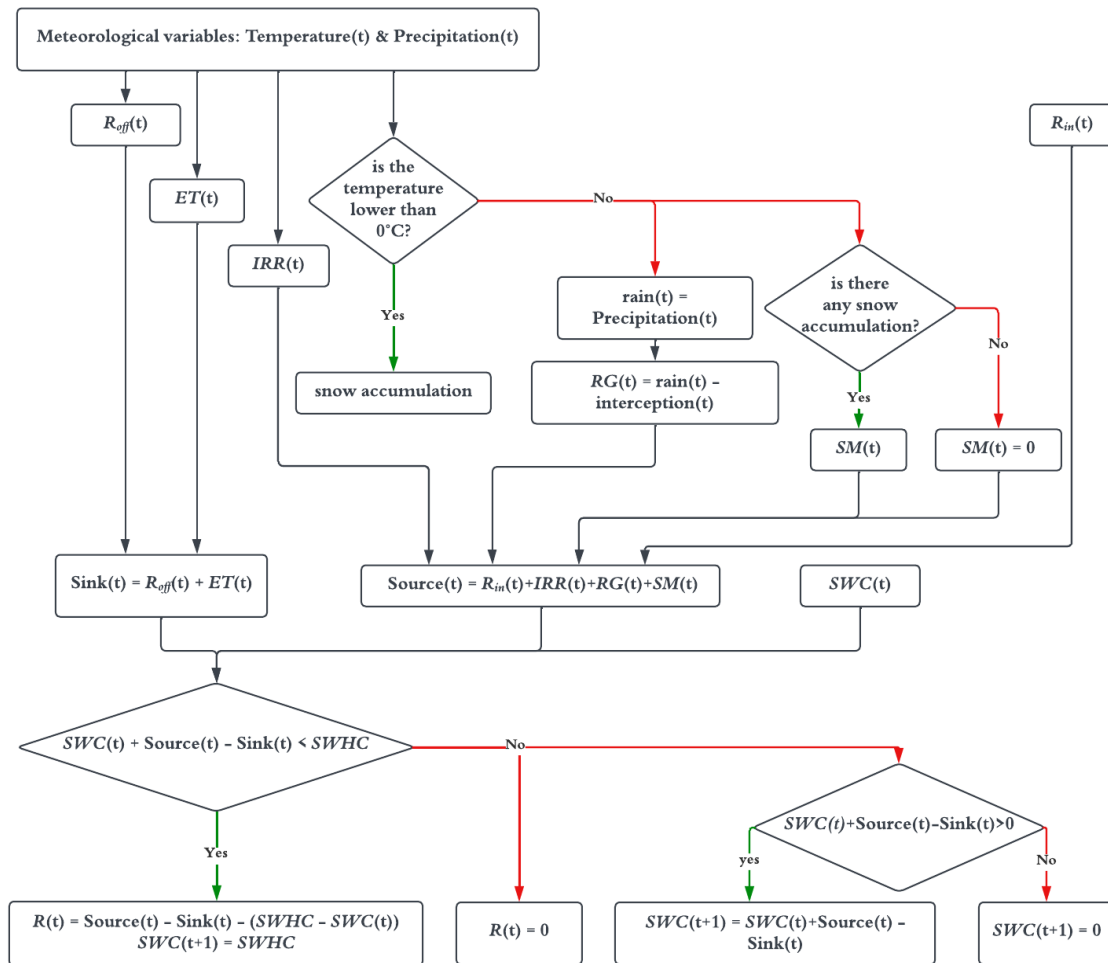 Meteorological variables: Temperature(t) & Precipitation(t)
R_off(t)
R_in(t)
ET(t)
IRR(t)
is the
temperature
lower than
0°C?
No
Yes
snow accumulation
rain(t) =
Precipitation(t)
RG(t) = rain(t) –
interception(t)
is there
any snow
accumulation?
No
Yes
SM(t)
SM(t) = 0
Sink(t) = R_off(t) + ET(t)
Source(t) = R_in(t)+IRR(t)+RG(t)+SM(t)
SWC(t)
SWC(t) + Source(t) – Sink(t) < SWHC
No
Yes
SWC(t)+Source(t)-Sink(t)>0
yes
No
R(t) = Source(t) – Sink(t) – (SWHC – SWC(t))
SWC(t+1) = SWHC
R(t) = 0
SWC(t+1) = SWC(t)+Source(t) –
Sink(t)
SWC(t+1) = 0